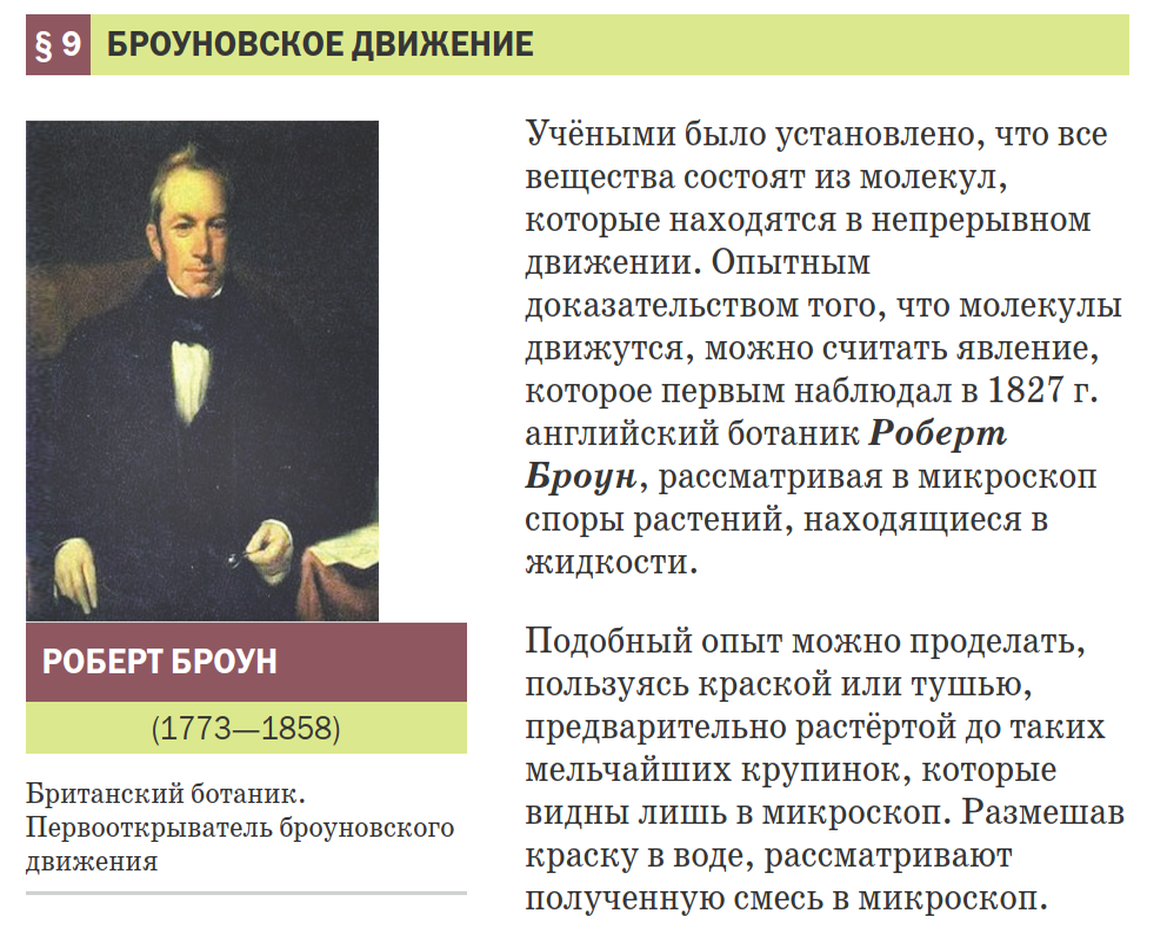 § 9 БРОУНОВСКОЕ ДВИЖЕНИЕ
РОБЕРТ БРОУН
(1773—1858)
Британский ботаник.
Первооткрыватель броуновского
движения
Учёными было установлено, что все
вещества состоят из молекул,
которые находятся в непрерывном
движении. Опытным
доказательством того, что молекулы
движутся, можно считать явление,
которое первым наблюдал в 1827 г.
английский ботаник Роберт
Броун, рассматривая в микроскоп
споры растений, находящиеся в
жидкости.
Подобный опыт можно проделать,
пользуясь краской или тушью,
предварительно растёртой до таких
мельчайших крупинок, которые
видны лишь в микроскоп. Размешав
краску в воде, рассматривают
полученную смесь в микроскоп.